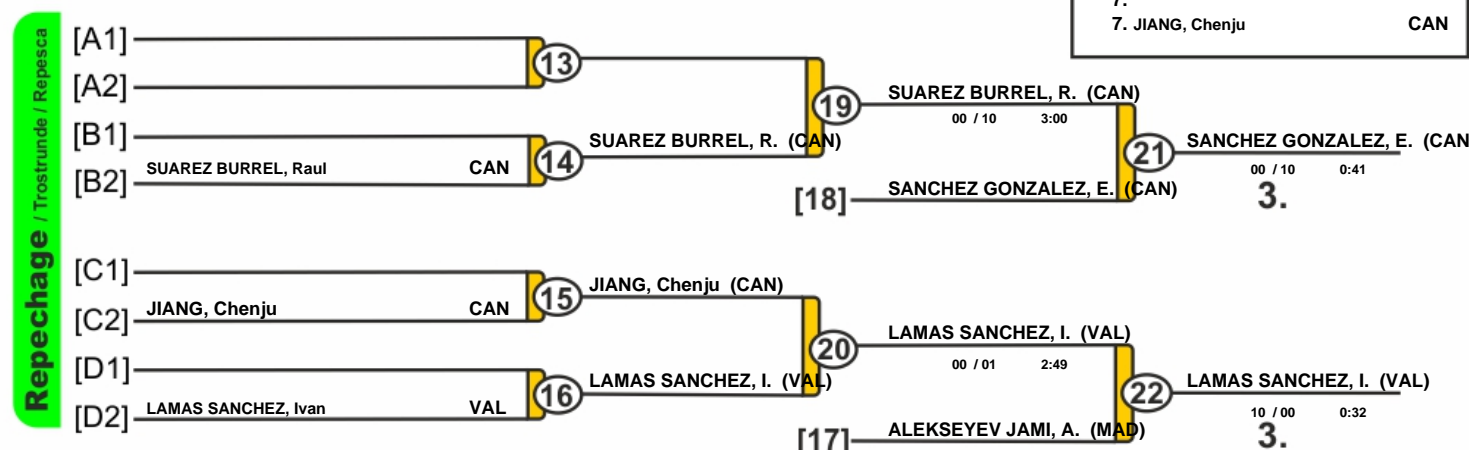 7.
7. JIANG, Chenju CAN
Repechage / Trostrunde / Repesca
[A1]
[A2]
13
[B1]
[B2] SUAREZ BURREL, Raul CAN
14
SUAREZ BURREL, R. (CAN)
19
SUAREZ BURREL, R. (CAN)
00 / 10 3:00
[18] SANCHEZ GONZALEZ, E. (CAN)
21
SANCHEZ GONZALEZ, E. (CAN
00 / 10 0:41
3.
[C1]
[C2] JIANG, Chenju CAN
15
JIANG, Chenju (CAN)
[D1]
[D2] LAMAS SANCHEZ, Ivan VAL
16
LAMAS SANCHEZ, I. (VAL)
20
LAMAS SANCHEZ, I. (VAL)
00 / 01 2:49
[17] ALEKSEYEV JAMI, A. (MAD)
22
LAMAS SANCHEZ, I. (VAL)
10 / 00 0:32
3.